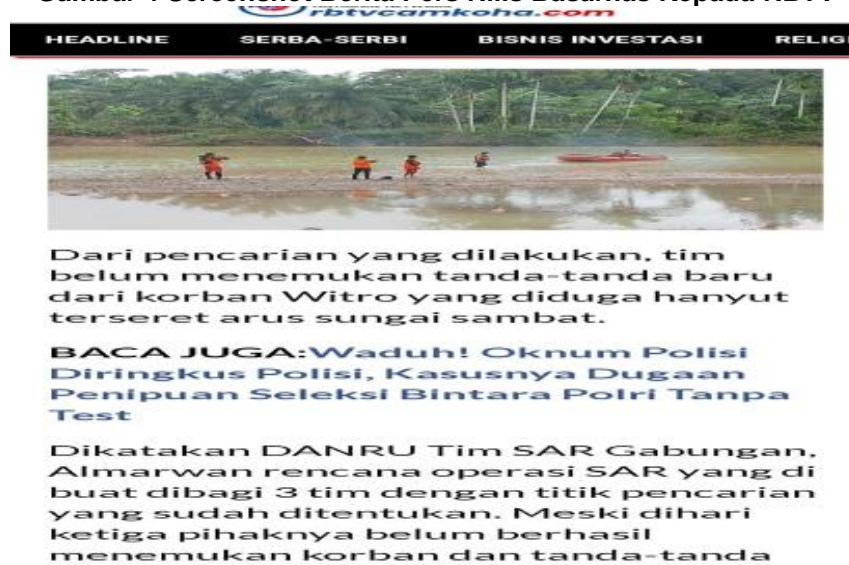 rbtvcamkoha.com
HEADLINE SERBA-SERBI BISNIS INVESTASI RELIGI
Dari pencarian yang dilakukan, tim
belum menemukan tanda-tanda baru
dari korban Witro yang diduga hanyut
terseret arus sungai sambat.
BACA JUGA:Waduh! Oknum Polisi
Diringkus Polisi, Kasusnya Dugaan
Penipuan Seleksi Bintara Polri Tanpa
Test
Dikatakan DANRU Tim SAR Gabungan,
Almarwan rencana operasi SAR yang di
buat dibagi 3 tim dengan titik pencarian
yang sudah ditentukan. Meski dihari
ketiga pihaknya belum berhasil
menemukan korban dan tanda-tanda